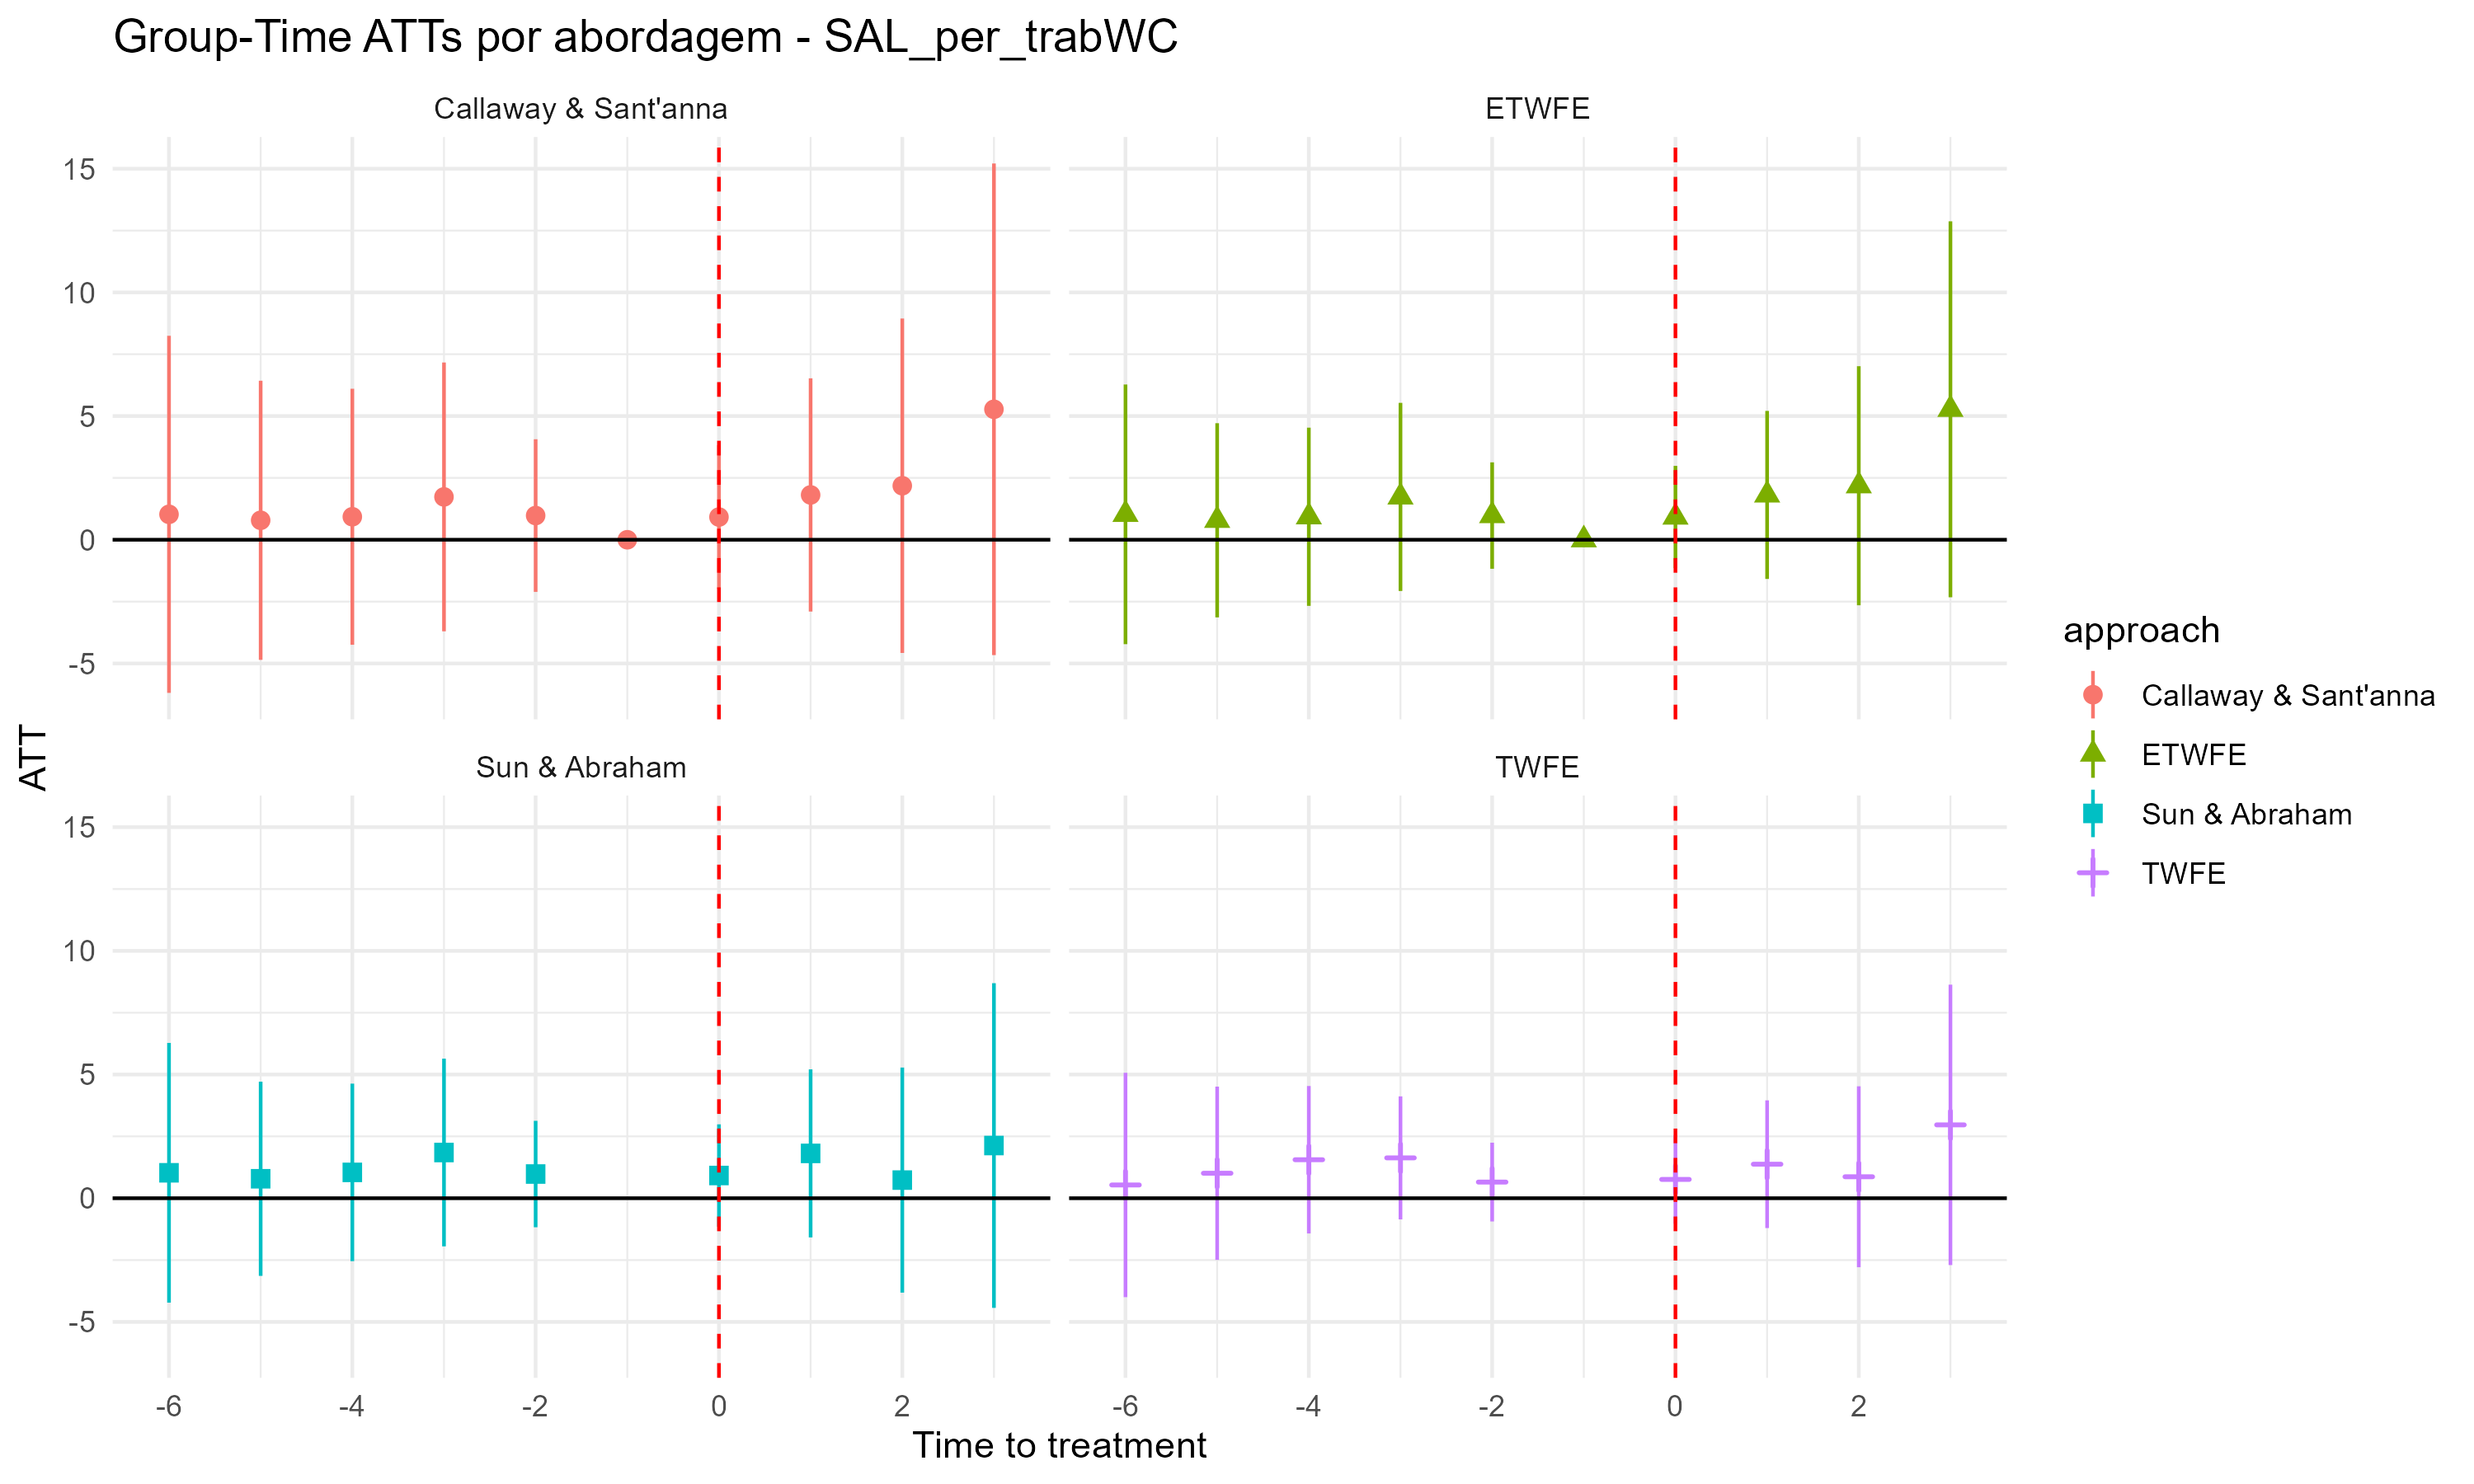 Group-Time ATTs por abordagem - SAL_per_trabWC
Callaway & Sant'anna
ETWFE
15
10
5
0
-5
Sun & Abraham
TWFE
15
10
5
0
-5
-6 -4 -2 0 2
-6 -4 -2 0 2
Time to treatment
ATT
approach
Callaway & Sant'anna
ETWFE
Sun & Abraham
TWFE